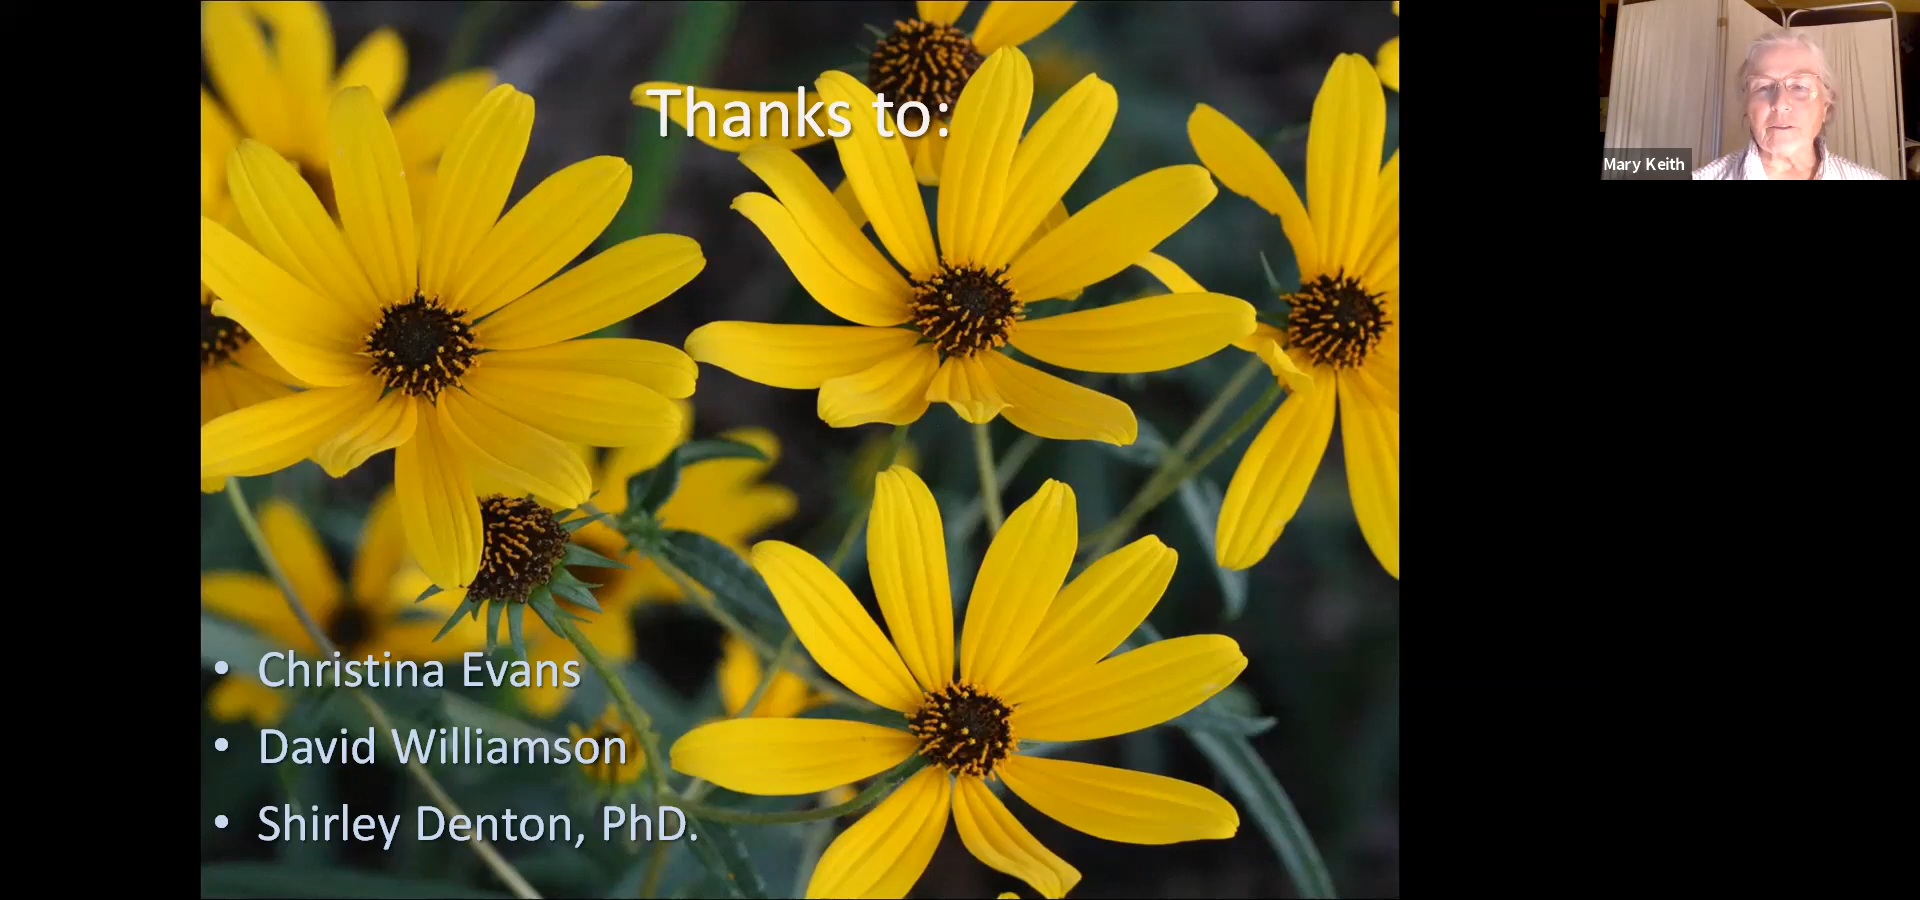 Thanks to:
• Christina Evans
• David Williamson
• Shirley Denton, PhD.
Mary Keith